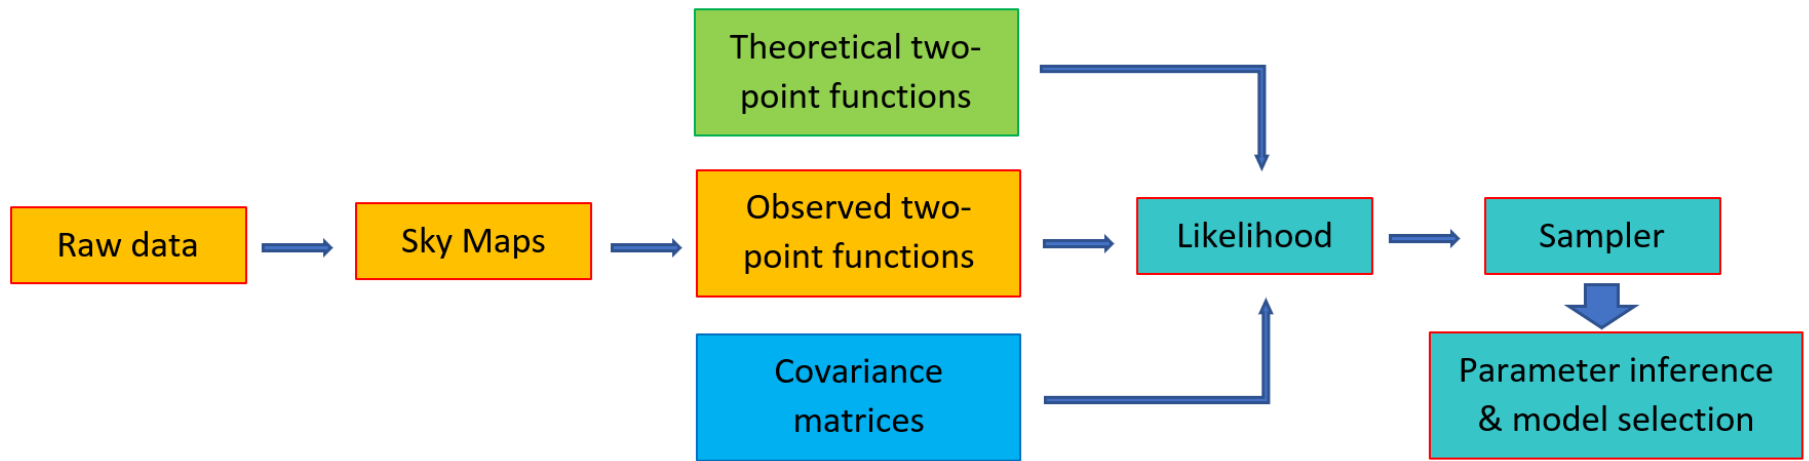 Theoretical two-
point functions
Raw data
Sky Maps
Observed two-
point functions
Likelihood
Sampler
Covariance
matrices
Parameter inference
& model selection